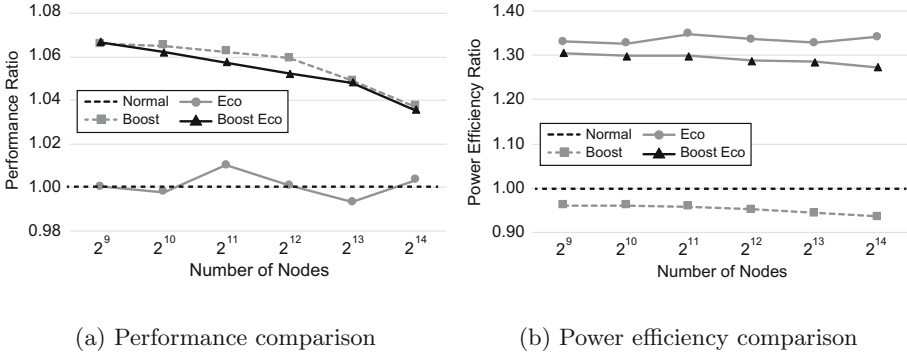 1.08
1.06
1.04
1.02
1.00
0.98
Performance Ratio
Normal
Eco
Boost
Boost Eco
2^9
2^10
2^11
2^12
2^13
2^14
Number of Nodes
(a) Performance comparison
1.40
1.30
1.20
1.10
1.00
0.90
Power Efficiency Ratio
Normal
Eco
Boost
Boost Eco
2^9
2^10
2^11
2^12
2^13
2^14
Number of Nodes
(b) Power efficiency comparison